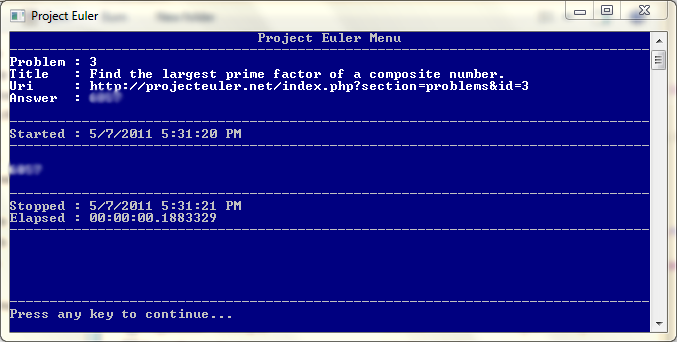 Project Euler
Project Euler Menu
Problem : 3
Title : Find the largest prime factor of a composite number.
Uri : http://projecteuler.net/index.php?section=problems&id=3
Answer :
Started : 5/7/2011 5:31:20 PM
Stopped : 5/7/2011 5:31:21 PM
Elapsed : 00:00:00.1883329
Press any key to continue...